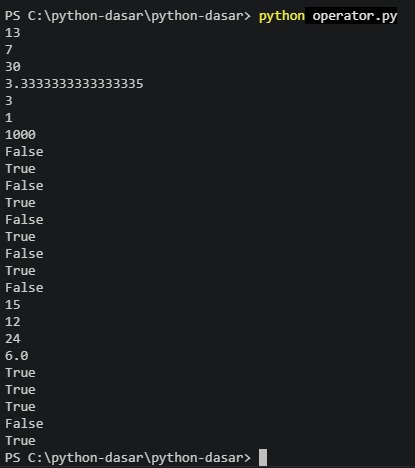 PS C:\python-dasar\python-dasar> python operator.py
13
7
30
3.3333333333333335
3
1
1000
False
True
False
True
False
True
False
True
False
15
12
24
6.0
True
True
True
False
True
PS C:\python-dasar\python-dasar>